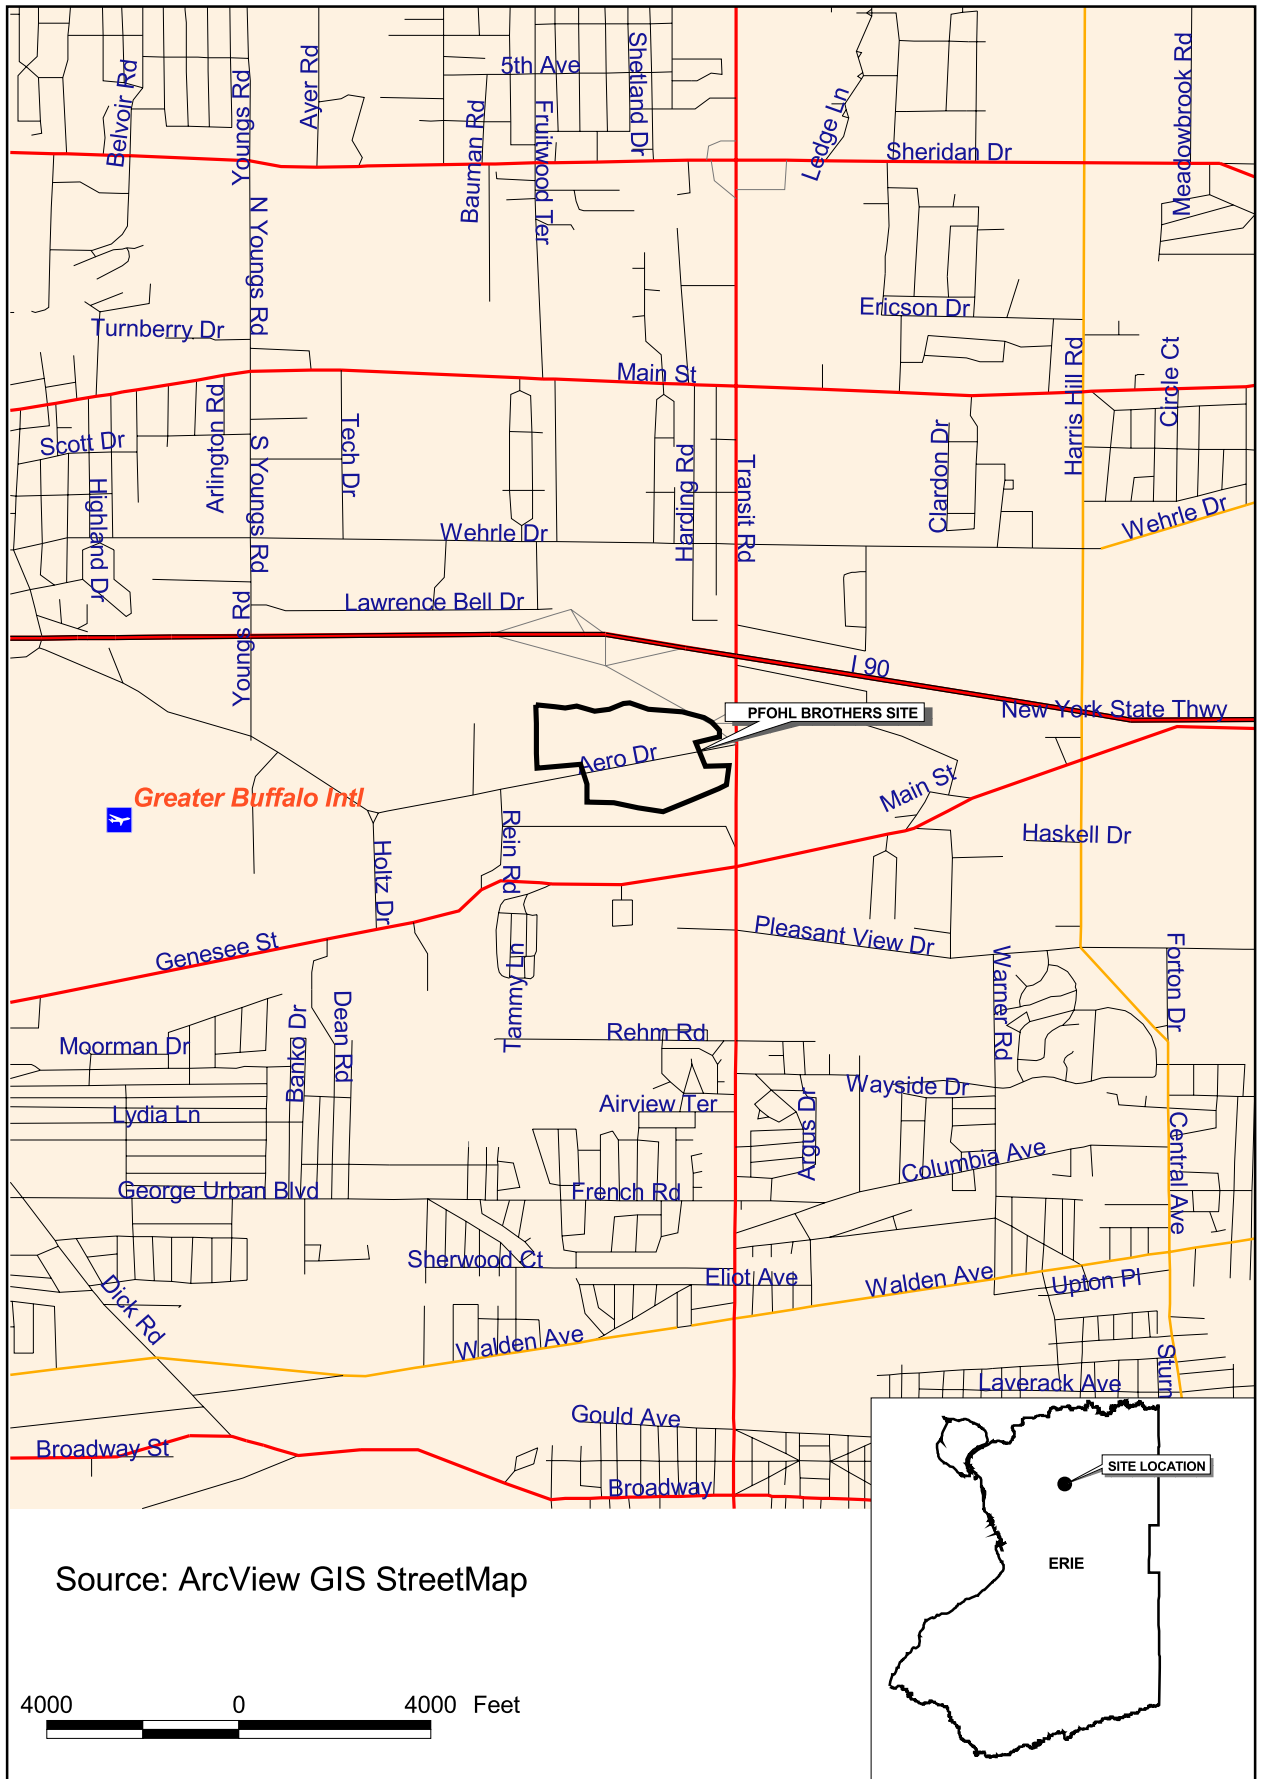 5th Ave
Shetland Dr
Belvoir Rd
Youngs Rd
Ayer Rd
Bauman Rd
Fruitwood Ter
Ledge Ln
Sheridan Dr
Meadowbrook Rd
N Youngs Rd
Turnberry Dr
Ericson Dr
Main St
Harris Hill Rd
Circle Ct
Scott Dr
Arlington Rd
S Youngs Rd
Tech Dr
Highland Dr
Harding Rd
Transit Rd
Clardon Dr
Wehrle Dr
Wehrle Dr
Lawrence Bell Dr
Youngs Rd
I 90
New York State Thwy
PFOHL BROTHERS SITE
Aero Dr
Main St
Greater Buffalo Intl
Rein Rd
Haskell Dr
Holtz Dr
Genesee St
Pleasant View Dr
Tammy Ln
Warner Rd
Forton Dr
Moorman Dr
Banko Dr
Dean Rd
Rehm Rd
Wayside Dr
Lydia Ln
Airview Ter
Argus Dr
Columbia Ave
Central Ave
George Urban Blvd
French Rd
Sherwood Ct
Eliot Ave
Walden Ave
Upton Pl
Dick Rd
Walden Ave
Sturm
Laverack Ave
Gould Ave
Broadway St
Broadway
SITE LOCATION
ERIE
Source: ArcView GIS StreetMap
4000 0 4000 Feet